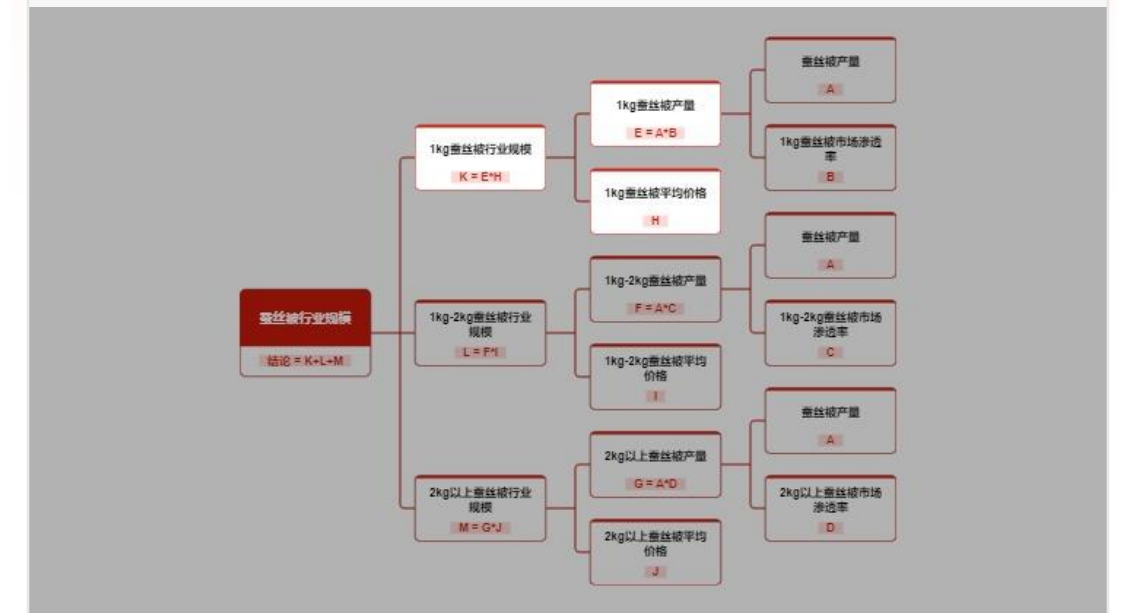 蚕丝被行业规模
结论 = K+L+M
1kg蚕丝被行业规模
K = E*H
1kg蚕丝被产量
E = A*B
蚕丝被产量
A
1kg蚕丝被市场渗透
率
B
1kg蚕丝被平均价格
H
1kg-2kg蚕丝被行业
规模
L = F*I
1kg-2kg蚕丝被产量
F = A*C
蚕丝被产量
A
1kg-2kg蚕丝被市场
渗透率
C
1kg-2kg蚕丝被平均
价格
I
2kg以上蚕丝被行业
规模
M = G*J
2kg以上蚕丝被产量
G = A*D
蚕丝被产量
A
2kg以上蚕丝被市场
渗透率
D
2kg以上蚕丝被平均
价格
J